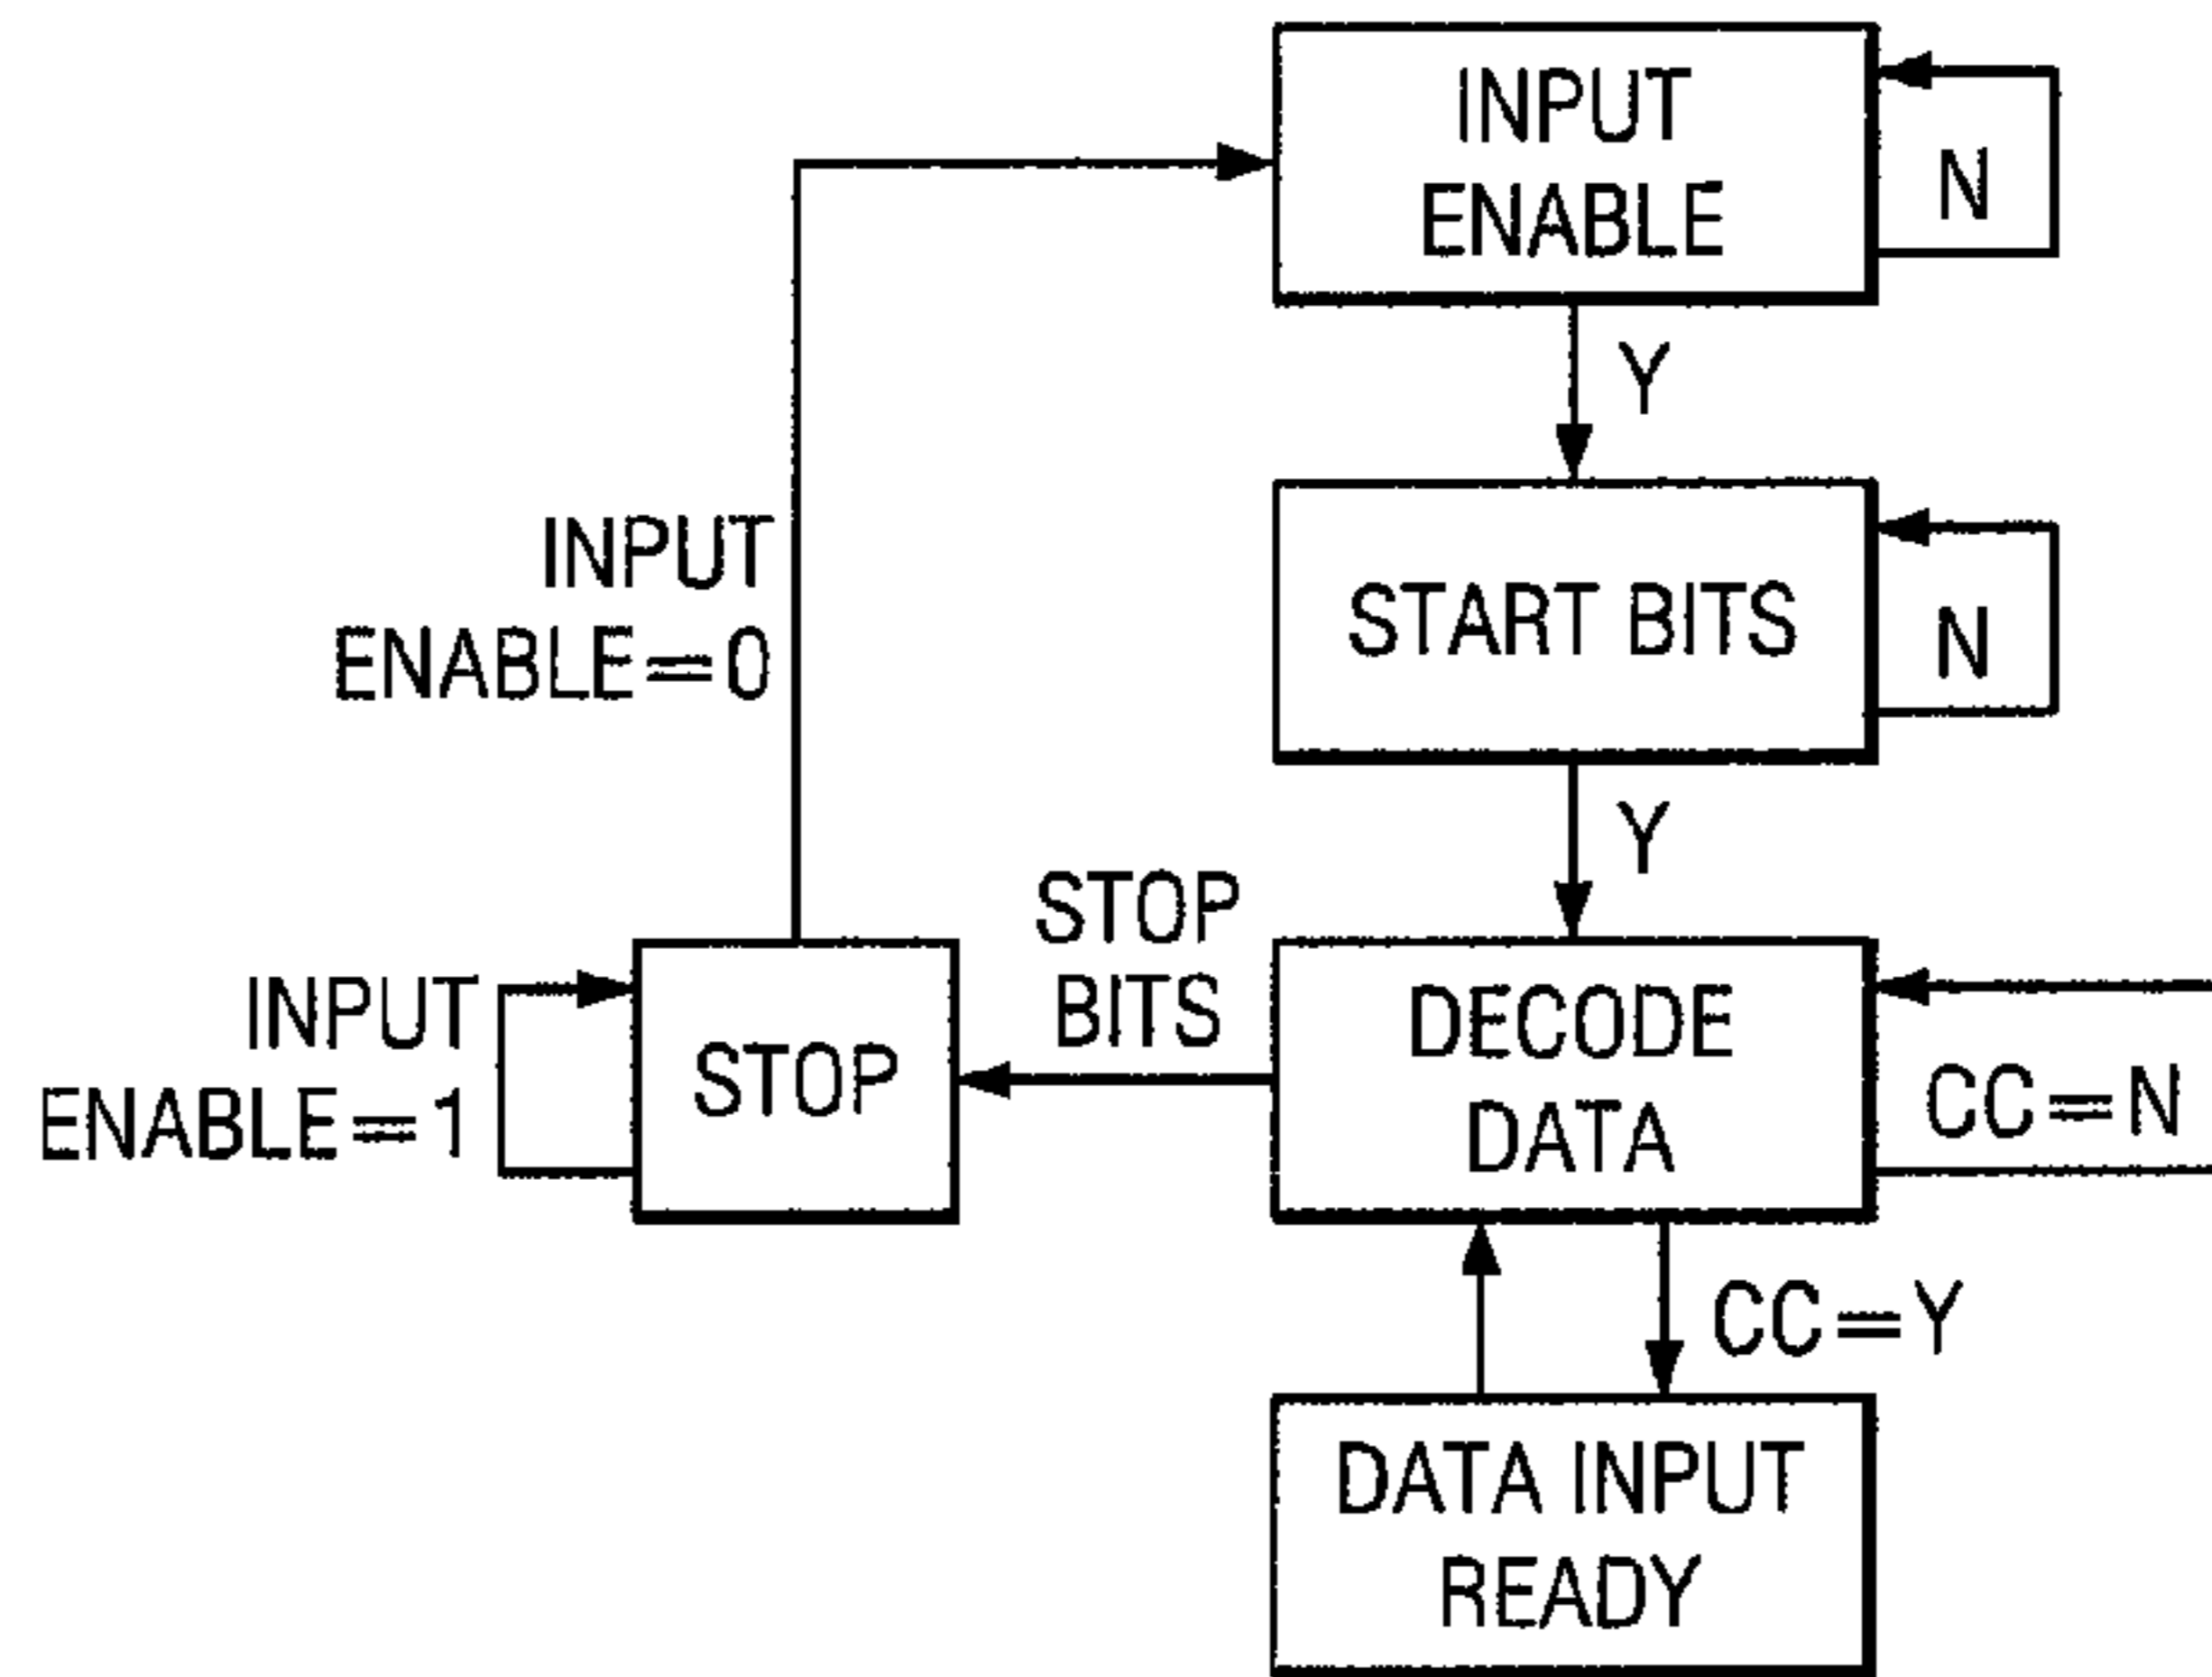 INPUT
ENABLE
N
Y
START BITS
N
INPUT
ENABLE=0
Y
STOP
BITS
DECODE
DATA
CC=N
INPUT
ENABLE=1
STOP
CC=Y
DATA INPUT
READY